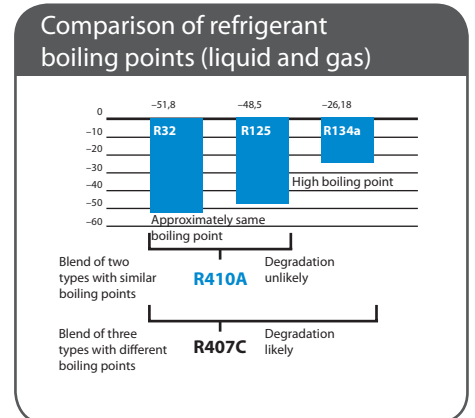 Comparison of refrigerant
boiling points (liquid and gas)
–51,8 –48,5 –26,18
0
R32 R125 R134a
–10
–20
–30
–40 High boiling point
–50
–60 Approximately same
boiling point
Blend of two
types with similar
boiling points
R410A
Degradation
unlikely
Blend of three
types with different
boiling points
R407C
Degradation
likely